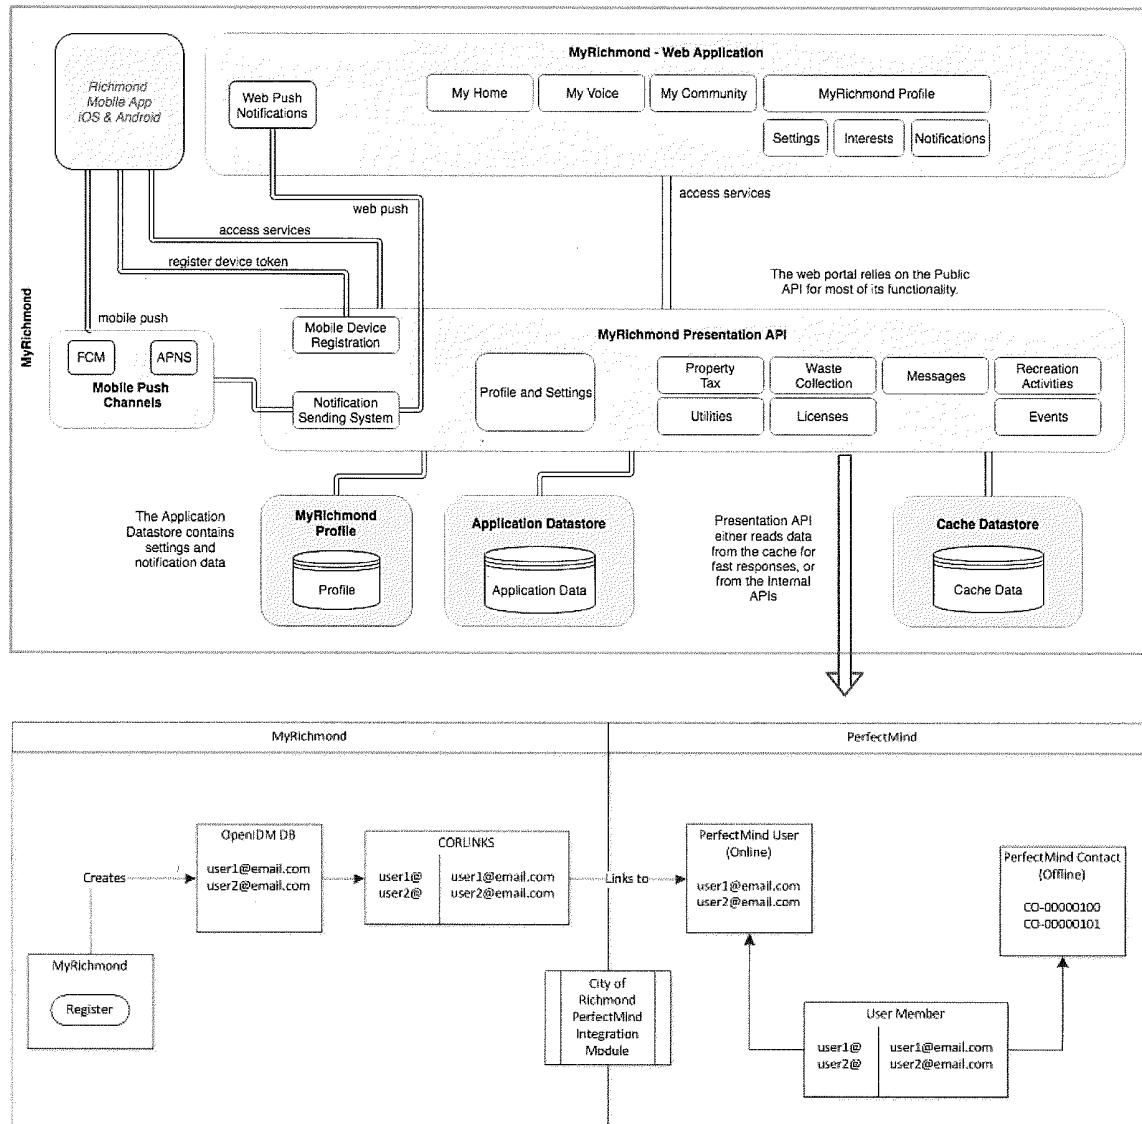 MyRichmond
Richmond
Mobile App
iOS & Android
MyRichmond - Web Application
Web Push
Notifications
My Home
My Voice
My Community
MyRichmond Profile
Settings
Interests
Notifications
web push
access services
access services
register device token
The web portal relies on the Public
API for most of its functionality.
mobile push
FCM
APNS
Mobile Push
Channels
Mobile Device
Registration
MyRichmond Presentation API
Notification
Sending System
Profile and Settings
Property
Tax
Waste
Collection
Messages
Recreation
Activities
Utilities
Licenses
Events
The Application
Datastore contains
settings and
notification data
MyRichmond
Profile
Profile
Application Datastore
Application Data
Presentation API
either reads data
from the cache for
fast responses, or
from the Internal
APIs
Cache Datastore
Cache Data
MyRichmond
PerfectMind
OpenIDM DB
user1@email.com
user2@email.com
CORLINKS
user1@ user1@email.com
user2@ user2@email.com
Creates
Links to
PerfectMind User
(Online)
user1@email.com
user2@email.com
PerfectMind Contact
(Offline)
CO-00000100
CO-00000101
MyRichmond
Register
City of
Richmond
PerfectMind
Integration
Module
User Member
user1@ user1@email.com
user2@ user2@email.com